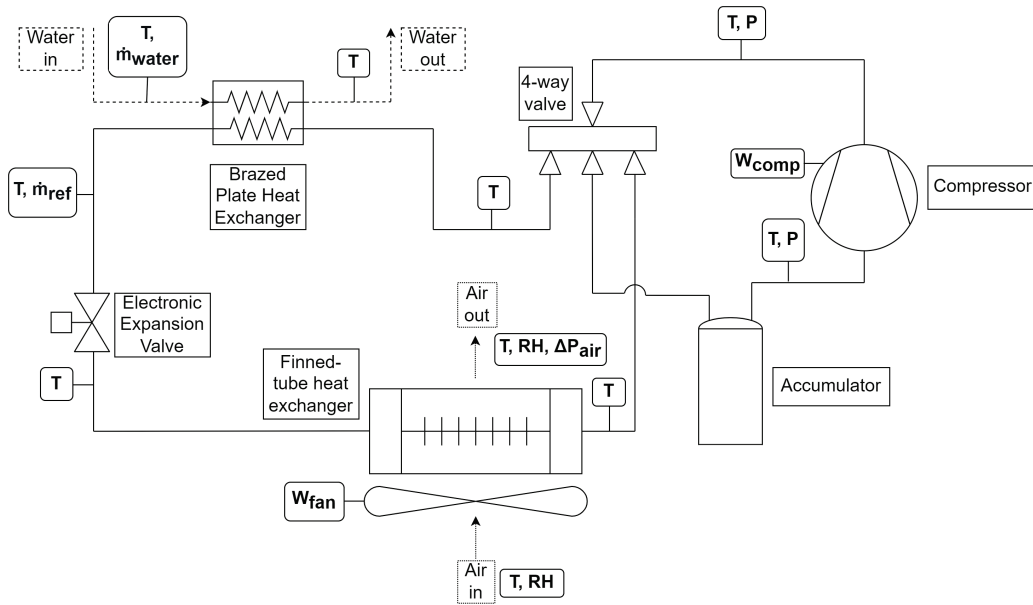 Water
in
T,
ṁwater
T
Water
out
T, P
4-way
valve
Wcomp
Compressor
T, ṁref
Brazed
Plate Heat
Exchanger
T
T, P
Electronic
Expansion
Valve
Air
out
T, RH, ΔPair
T
Finned-
tube heat
exchanger
T
Accumulator
Wfan
Air
in
T, RH